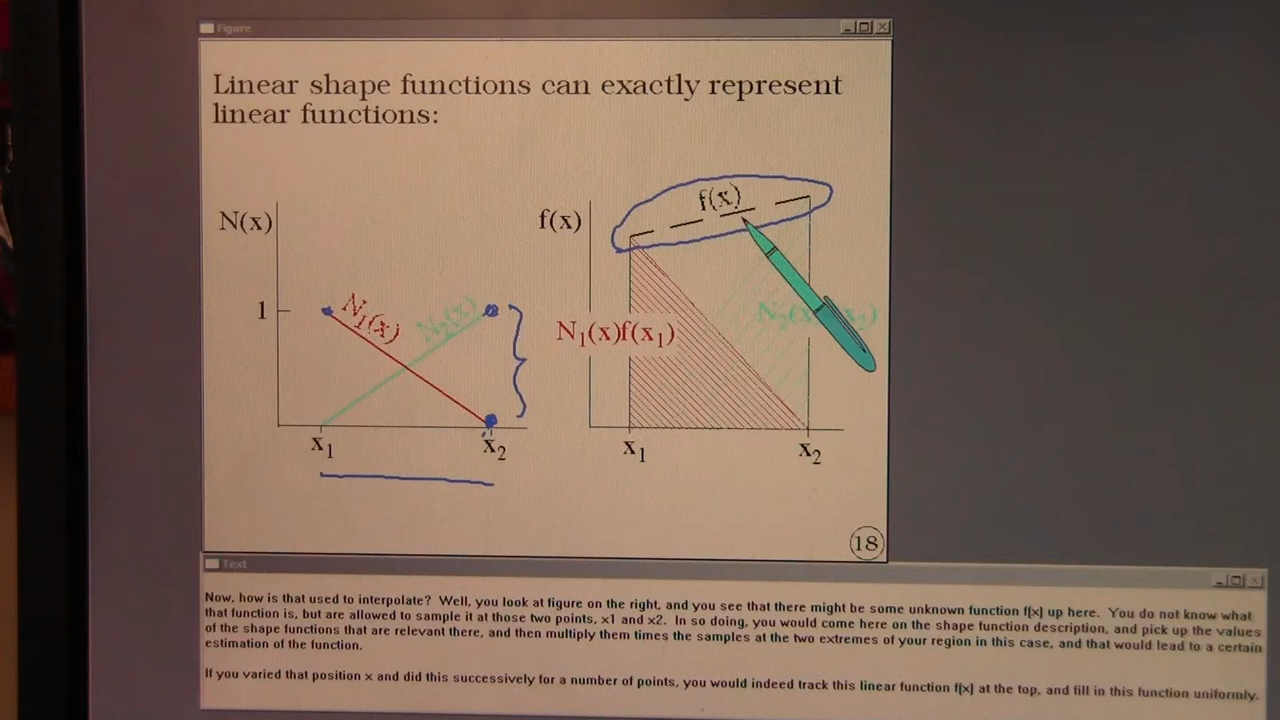 Figure
Linear shape functions can exactly represent
linear functions:
N(x)
1
N₁(x)
N₂(x)
x₁
x₂
f(x)
f(x)
N₁(x)f(x₁)
x₁
x₂
18
Text
Now, how is that used to interpolate? Well, you look at figure on the right, and you see that there might be some unknown function f[x] up here. You do not know what
that function is, but are allowed to sample it at those two points, x1 and x2. In so doing, you would come here on the shape function description, and pick up the values
of the shape functions that are relevant there, and then multiply them times the samples at the two extremes of your region in this case, and that would lead to a certain
estimation of the function.
If you varied that position x and did this successively for a number of points, you would indeed track this linear function f[x] at the top, and fill in this function uniformly.